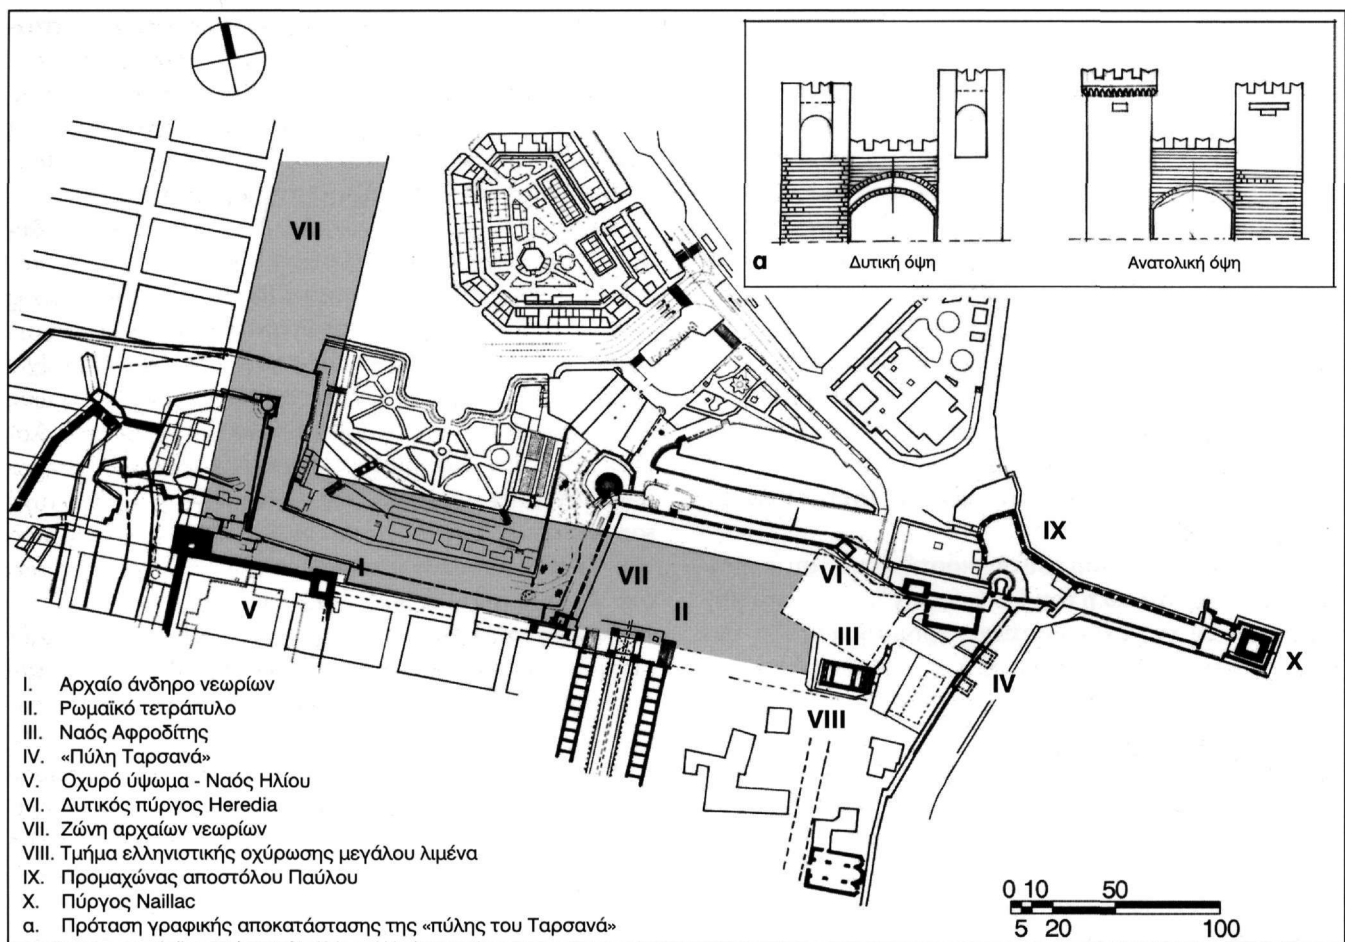 α
Δυτική όψη
Ανατολική όψη
VII
IX
VI
VII
II
V
I
III
IV
X
VIII
I. Αρχαίο άνδηρο νεωρίων
II. Ρωμαϊκό τετράπυλο
III. Ναός Αφροδίτης
IV. «Πύλη Ταρσανά»
V. Οχυρό ύψωμα - Ναός Ηλίου
VI. Δυτικός πύργος Heredia
VII. Ζώνη αρχαίων νεωρίων
VIII. Τμήμα ελληνιστικής οχύρωσης μεγάλου λιμένα
IX. Προμαχώνας αποστόλου Παύλου
X. Πύργος Naillac
α. Πρόταση γραφικής αποκατάστασης της «πύλης του Ταρσανά»
0 10 50
5 20 100